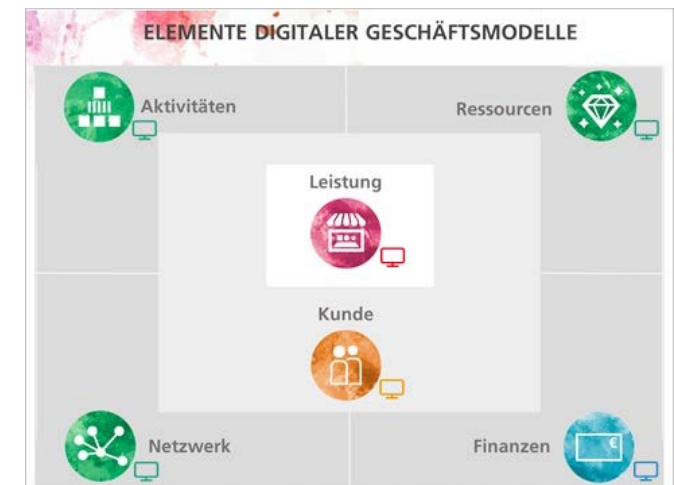 ELEMENTE DIGITALER GESCHÄFTSMODELLE
Aktivitäten
Ressourcen
Leistung
Kunde
Netzwerk
Finanzen
€